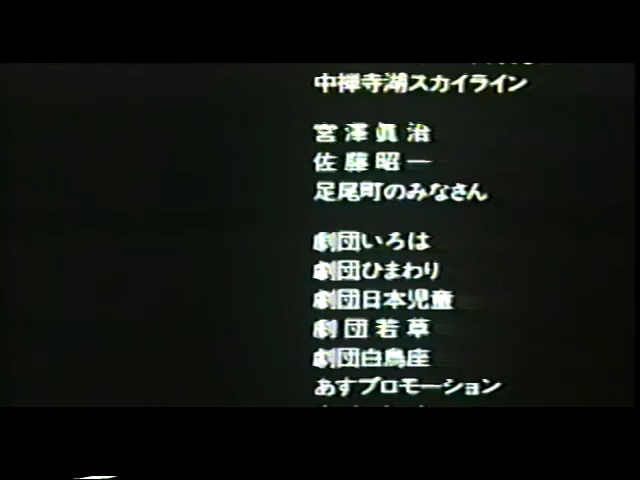 中禅寺湖スカイライン
宮澤眞治
佐藤昭一
足尾町のみなさん
劇団いろは
劇団ひまわり
劇団日本児童
劇団若草
劇団白鳥座
あすプロモーション